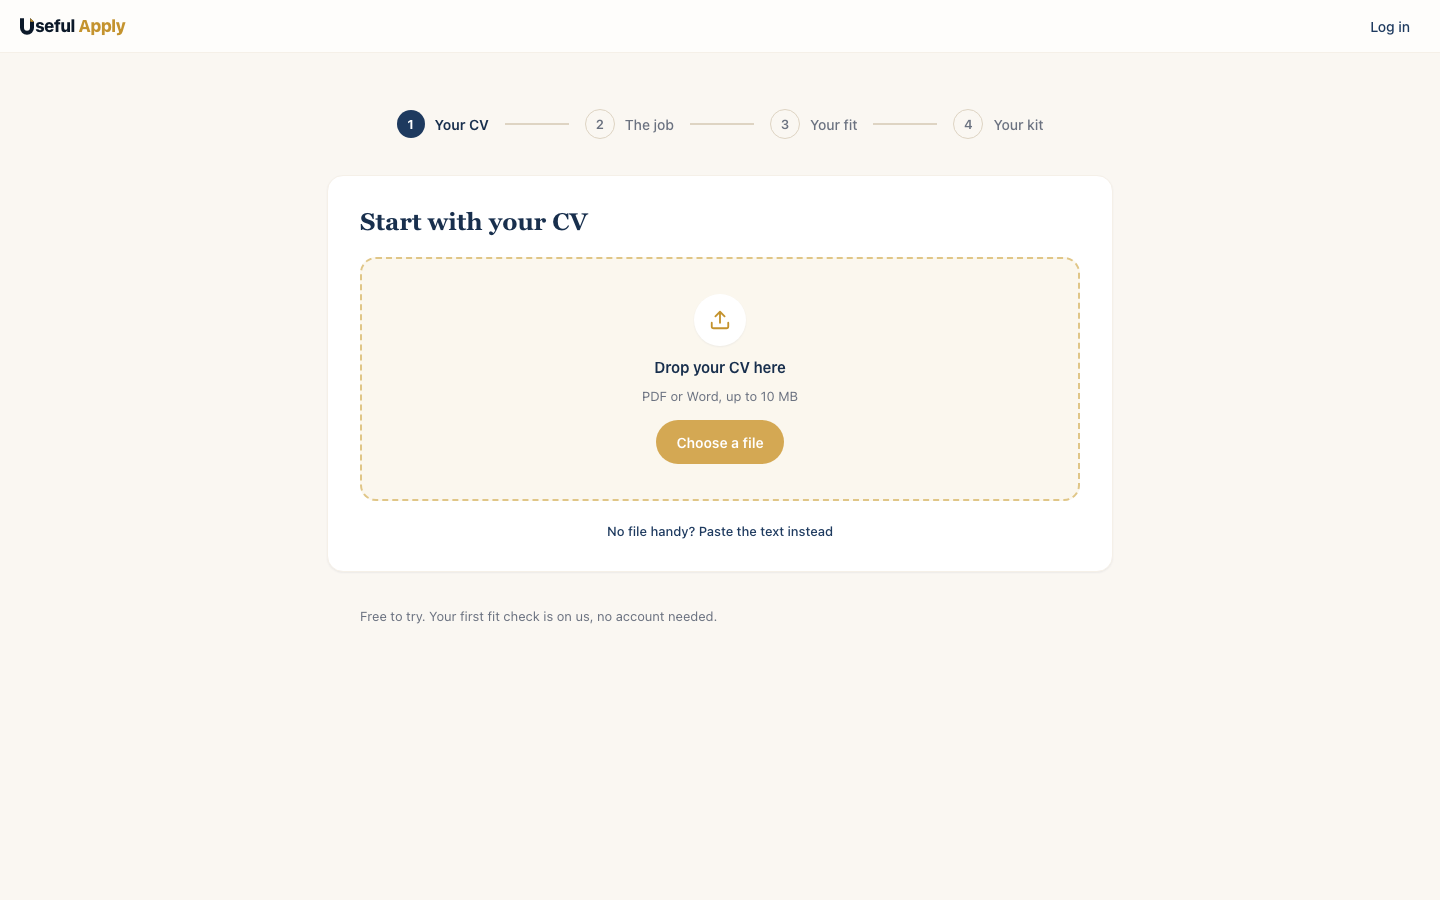 Useful Apply
Log in
1 Your CV
2 The job
3 Your fit
4 Your kit
Start with your CV
Drop your CV here
PDF or Word, up to 10 MB
Choose a file
No file handy? Paste the text instead
Free to try. Your first fit check is on us, no account needed.